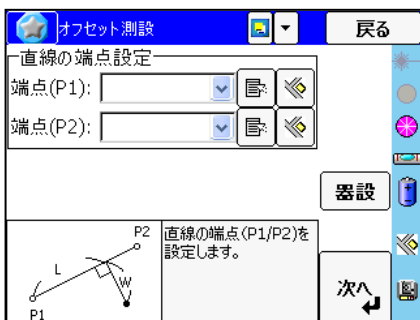 オフセット測設
戻る
直線の端点設定
端点(P1):
端点(P2):
器設
P2
L
W
P1
直線の端点(P1/P2)を
設定します。
次へ